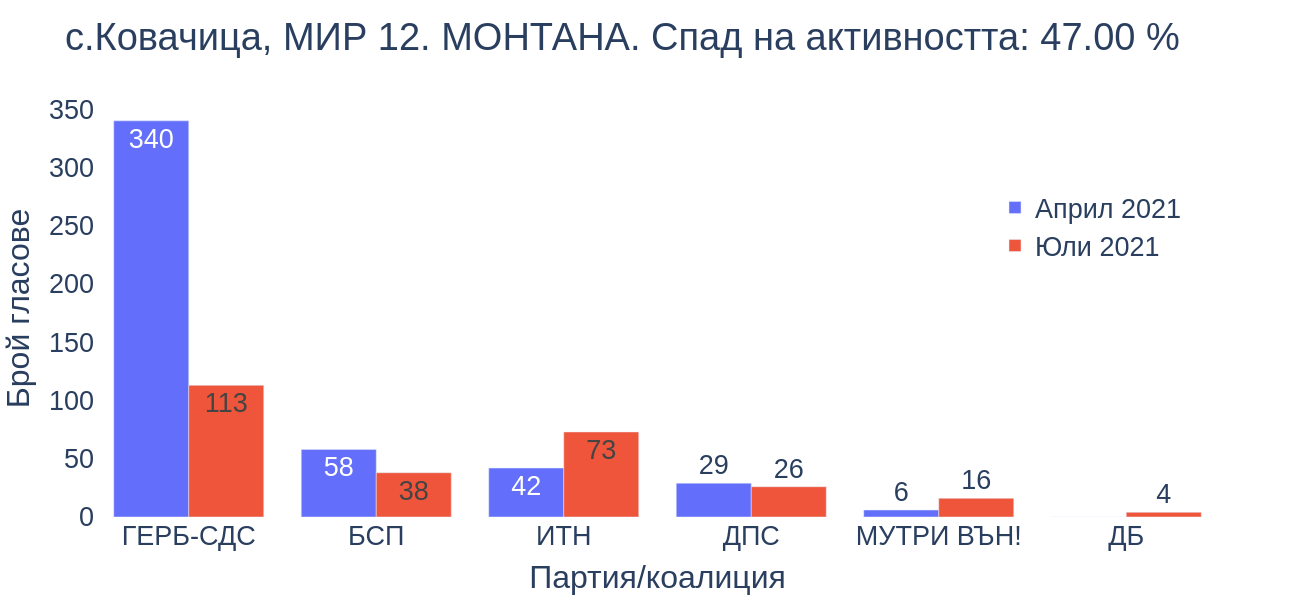 с.Ковачица, МИР 12. МОНТАНА. Спад на активността: 47.00 %
Брой гласове
350
300
250
200
150
100
50
0
340
113
58
38
42
73
29
26
6
16
4
Април 2021
Юли 2021
ГЕРБ-СДС
БСП
ИТН
ДПС
МУТРИ ВЪН!
ДБ
Партия/коалиция